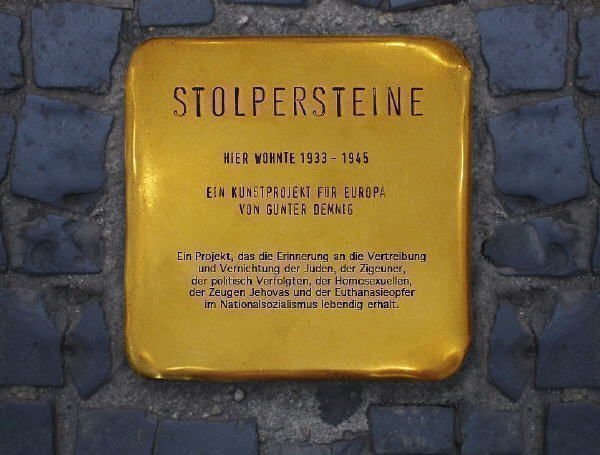 STOLPERSTEINE
HIER WOHNTE 1933 - 1945
EIN KUNSTPROJEKT FÜR EUROPA
VON GUNTER DEMNIG
Ein Projekt, das die Erinnerung an die Vertreibung
und Vernichtung der Juden, der Zigeuner,
der politisch Verfolgten, der Homosexuellen,
der Zeugen Jehovas und der Euthanasieopfer
im Nationalsozialismus lebendig erhält.